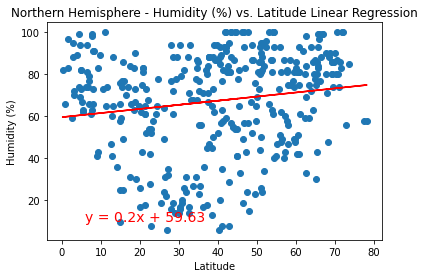 Northern Hemisphere - Humidity (%) vs. Latitude Linear Regression
100
80
60
40
20
Humidity (%)
y = 0.2x + 59.63
0 10 20 30 40 50 60 70 80
Latitude